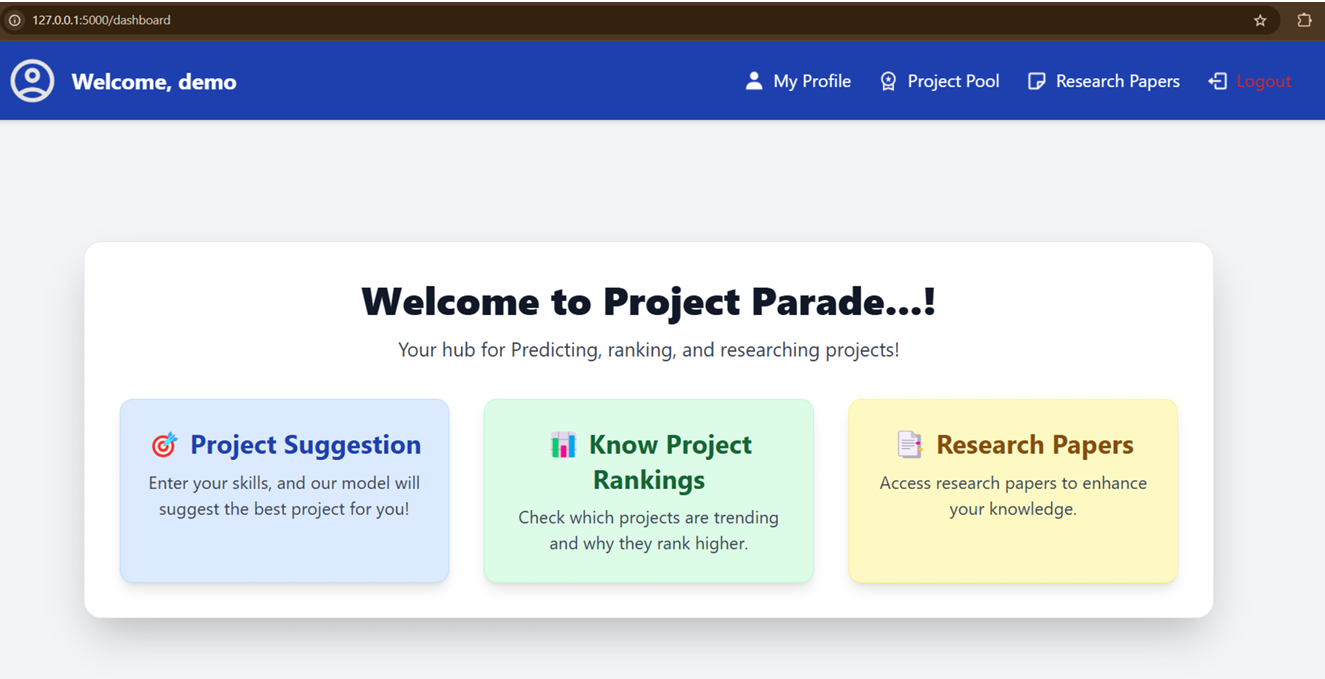 127.0.0.1:5000/dashboard
Welcome, demo
My Profile
Project Pool
Research Papers
Logout
Welcome to Project Parade...!
Your hub for Predicting, ranking, and researching projects!
Project Suggestion
Enter your skills, and our model will
suggest the best project for you!
Know Project
Rankings
Check which projects are trending
and why they rank higher.
Research Papers
Access research papers to enhance
your knowledge.